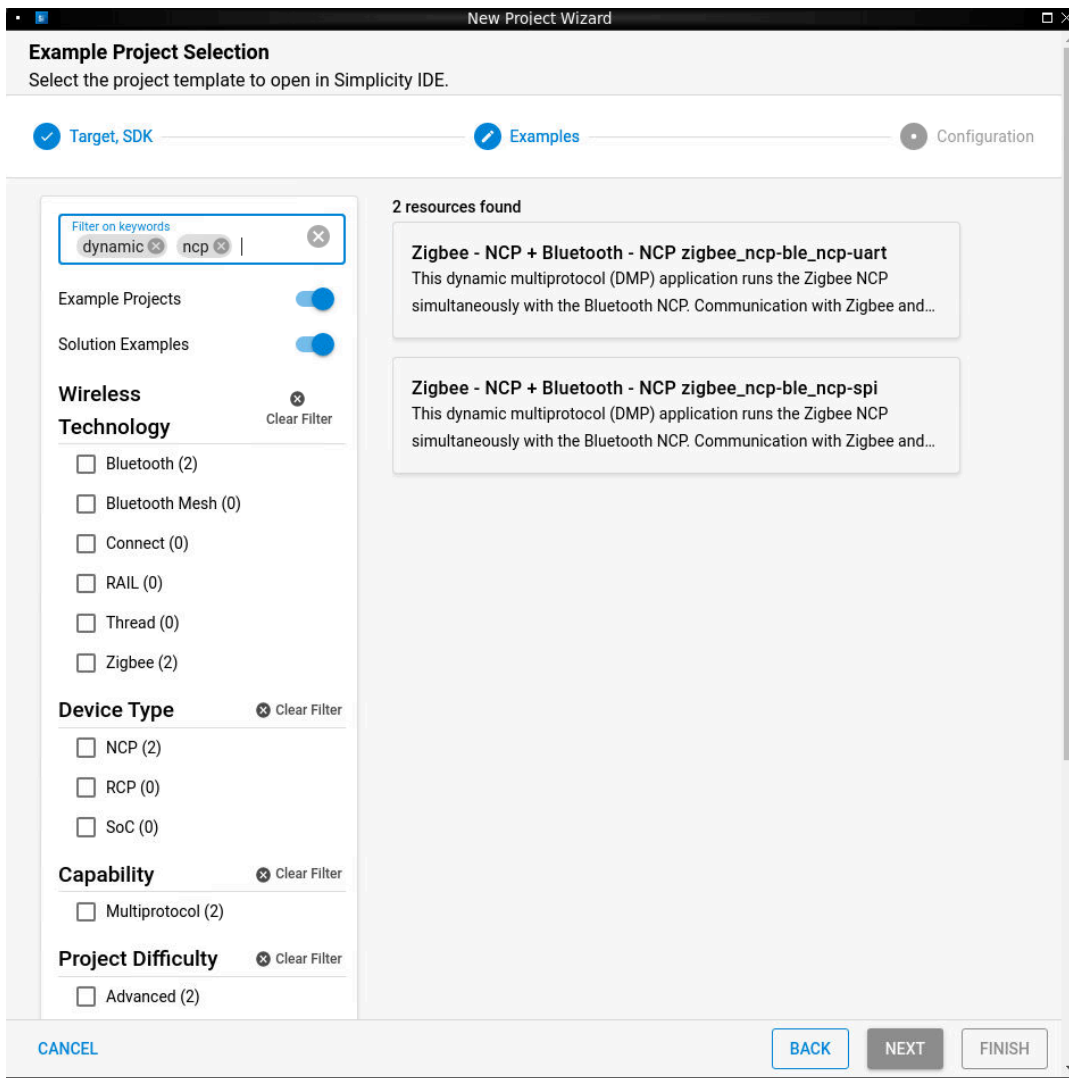 New Project Wizard
Example Project Selection
Select the project template to open in Simplicity IDE.
Target, SDK
Examples
Configuration
Filter on keywords
dynamic
ncp
Example Projects
Solution Examples
Wireless
Technology
Clear Filter
Bluetooth (2)
Bluetooth Mesh (0)
Connect (0)
RAIL (0)
Thread (0)
Zigbee (2)
Device Type
Clear Filter
NCP (2)
RCP (0)
SoC (0)
Capability
Clear Filter
Multiprotocol (2)
Project Difficulty
Clear Filter
Advanced (2)
2 resources found
Zigbee - NCP + Bluetooth - NCP zigbee_ncp-ble_ncp-uart
This dynamic multiprotocol (DMP) application runs the Zigbee NCP
simultaneously with the Bluetooth NCP. Communication with Zigbee and…
Zigbee - NCP + Bluetooth - NCP zigbee_ncp-ble_ncp-spi
This dynamic multiprotocol (DMP) application runs the Zigbee NCP
simultaneously with the Bluetooth NCP. Communication with Zigbee and…
CANCEL
BACK
NEXT
FINISH